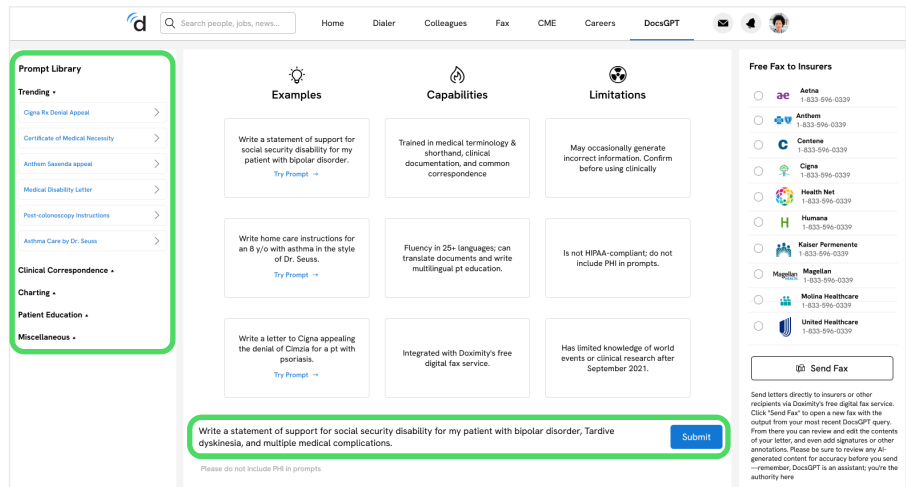 d
Search people, jobs, news...
Home
Dialer
Colleagues
Fax
CME
Careers
DocsGPT
Prompt Library
Trending
Cigna Rx Denial Appeal
Certificate of Medical Necessity
Anthem Saxenda appeal
Medical Disability Letter
Post-colonoscopy Instructions
Asthma Care by Dr. Seuss
Clinical Correspondence
Charting
Patient Education
Miscellaneous
Examples
Write a statement of support for
social security disability for my
patient with bipolar disorder.
Try Prompt →
Write home care instructions for
an 8 y/o with asthma in the style
of Dr. Seuss.
Try Prompt →
Write a letter to Cigna appealing
the denial of Cimzia for a pt with
psoriasis.
Try Prompt →
Capabilities
Trained in medical terminology &
shorthand, clinical
documentation, and common
correspondence
Fluency in 25+ languages; can
translate documents and write
multilingual pt education.
Integrated with Doximity's free
digital fax service.
Limitations
May occasionally generate
incorrect information. Confirm
before using clinically
Is not HIPAA-compliant; do not
include PHI in prompts.
Has limited knowledge of world
events or clinical research after
September 2021.
Write a statement of support for social security disability for my patient with bipolar disorder, Tardive
dyskinesia, and multiple medical complications.
Submit
Please do not include PHI in prompts
Free Fax to Insurers
ae
Aetna
1-833-596-0339
Anthem
1-833-596-0339
C
Centene
1-833-596-0339
Cigna
1-833-596-0339
Health Net
1-833-596-0339
H
Humana
1-833-596-0339
Kaiser Permenente
1-833-596-0339
Magellan
Magellan
1-833-596-0339
Molina Healthcare
1-833-596-0339
United Healthcare
1-833-596-0339
Send Fax
Send letters directly to insurers or other
recipients via Doximity's free digital fax service.
Click "Send Fax" to open a new fax with the
output from your most recent DocsGPT query.
From there you can review and edit the contents
of your letter, and even add signatures or other
annotations. Please be sure to review any AI-
generated content for accuracy before you send
—remember, DocsGPT is an assistant; you're the
authority here